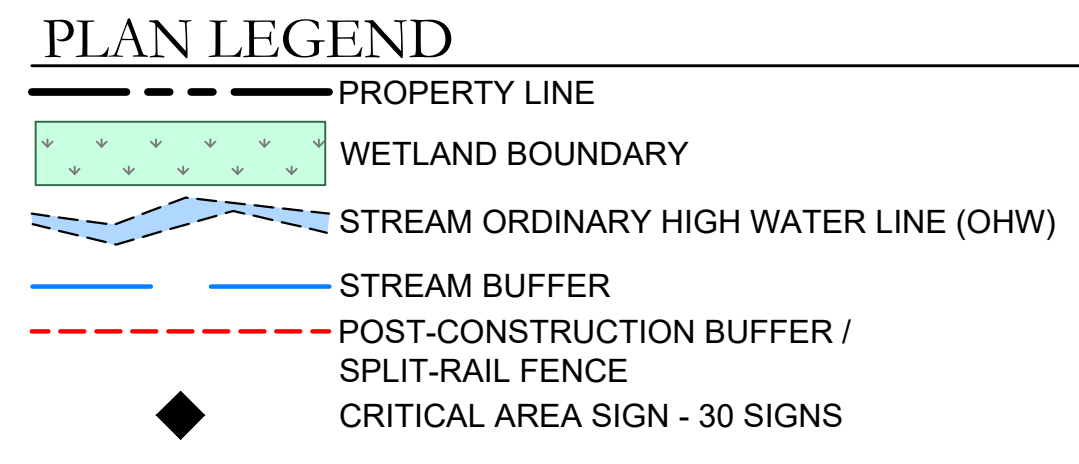 PLAN LEGEND
PROPERTY LINE
WETLAND BOUNDARY
STREAM ORDINARY HIGH WATER LINE (OHW)
STREAM BUFFER
POST-CONSTRUCTION BUFFER /
SPLIT-RAIL FENCE
CRITICAL AREA SIGN - 30 SIGNS